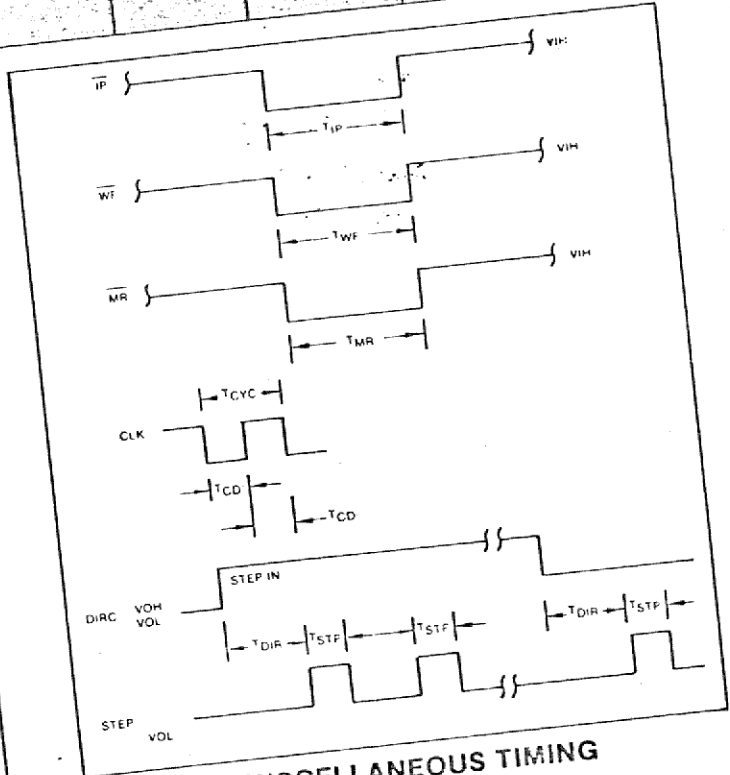 IP VIH
TIP
WF VIH
TWF
MR VIH
TMR
TCYC
CLK
TCD
TCD
STEP IN
DIRC VOH
VOL
TDIR TSTP TSTP TDIR TSTP
STEP
VOL
MISCELLANEOUS TIMING